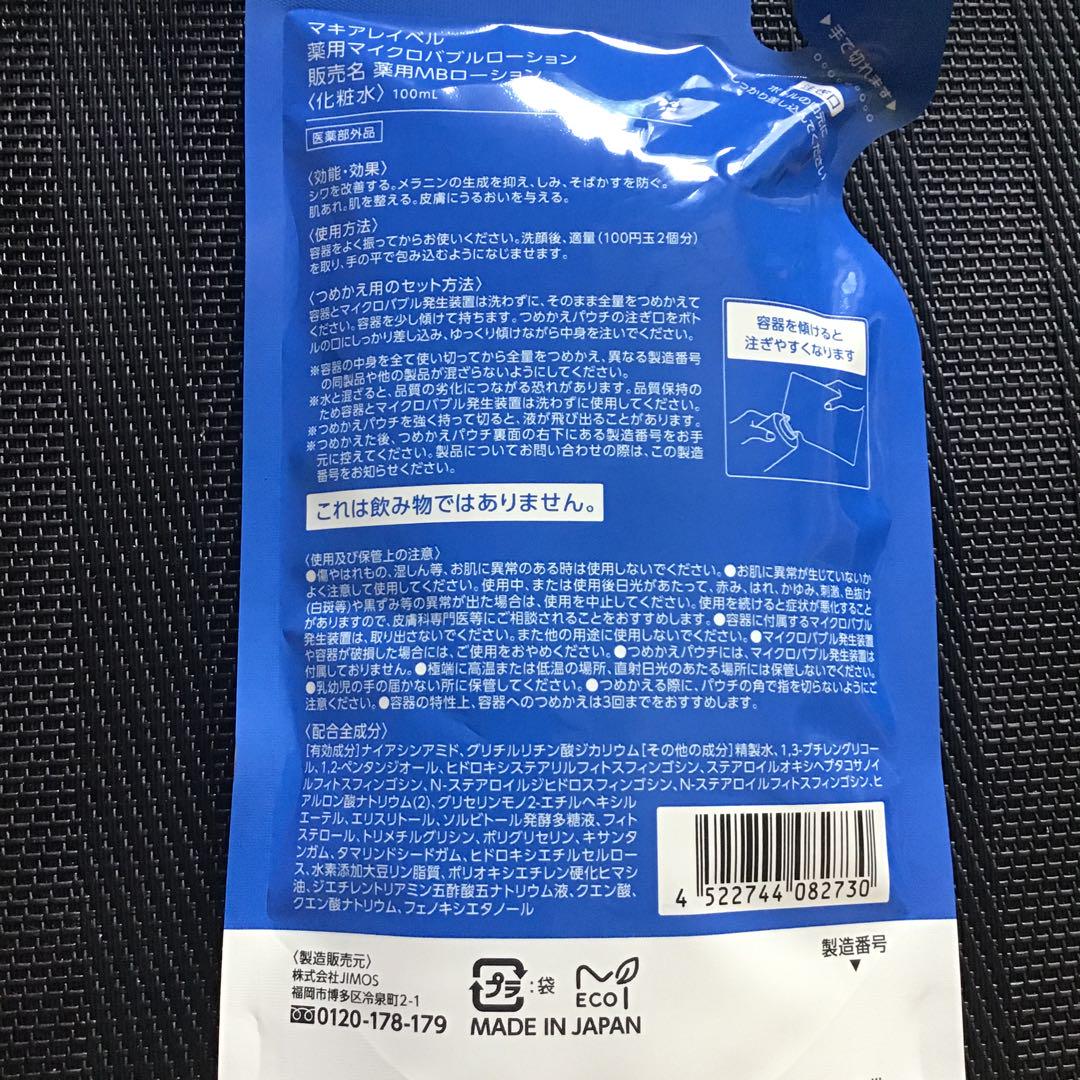 マキアレイベル
薬用マイクロバブルローション
販売名 薬用MBローション
〈化粧水〉 100mL
医薬部外品
◀手で切れます▶
注ぎ口
〈効能・効果〉
シワを改善する。メラニンの生成を抑え、しみ、そばかすを防ぐ。
肌あれ。肌を整える。皮膚にうるおいを与える。
〈使用方法〉
容器をよく振ってからお使いください。洗顔後、適量（100円玉2個分）
を取り、手の平で包み込むようになじませます。
〈つめかえ用のセット方法〉
容器とマイクロバブル発生装置は洗わずに、そのまま全量をつめかえて
ください。容器を少し傾けて持ちます。つめかえパウチの注ぎ口をボト
ルの口にしっかり差し込み、ゆっくり傾けながら中身を注いでください。
※容器の中身を全て使い切ってから全量をつめかえ、異なる製造番号
の同製品や他の製品が混ざらないようにしてください。
※水と混ざると、品質の劣化につながる恐れがあります。品質保持の
ため容器とマイクロバブル発生装置は洗わずに使用してください。
※つめかえパウチを強く持って切ると、液が飛び出ることがあります。
※つめかえた後、つめかえパウチ裏面の右下にある製造番号をお手
元に控えてください。製品についてお問い合わせの際は、この製造
番号をお知らせください。
容器を傾けると
注ぎやすくなります
これは飲み物ではありません。
〈使用及び保管上の注意〉
●傷やはれもの、湿しん等、お肌に異常のある時は使用しないでください。●お肌に異常が生じていないか
よく注意して使用してください。使用中、または使用後日光があたって、赤み、はれ、かゆみ、刺激、色抜け
（白斑等）や黒ずみ等の異常が出た場合は、使用を中止してください。使用を続けると症状が悪化すること
がありますので、皮膚科専門医等にご相談されることをおすすめします。●容器に付属するマイクロバブル
発生装置は、取り出さないでください。また他の用途に使用しないでください。●マイクロバブル発生装置
や容器が破損した場合には、ご使用をおやめください。●つめかえパウチには、マイクロバブル発生装置は
付属しておりません。●極端に高温または低温の場所、直射日光のあたる場所には保管しないでください。
●乳幼児の手の届かない所に保管してください。●つめかえる際に、パウチの角で指を切らないようにご
注意ください。●容器の特性上、容器へのつめかえは3回までをおすすめします。
〈配合全成分〉
［有効成分］ナイアシンアミド、グリチルリチン酸ジカリウム［その他の成分］精製水、1,3-ブチレングリコー
ル、1,2-ペンタンジオール、ヒドロキシステアリルフィトスフィンゴシン、ステアロイルオキシヘプタコサノイ
ルフィトスフィンゴシン、N-ステアロイルジヒドロスフィンゴシン、N-ステアロイルフィトスフィンゴシン、ヒ
アルロン酸ナトリウム(2)、グリセリンモノ2-エチルヘキシル
エーテル、エリスリトール、ソルビトール発酵多糖液、フィト
ステロール、トリメチルグリシン、ポリグリセリン、キサンタ
ンガム、タマリンドシードガム、ヒドロキシエチルセルロー
ス、水素添加大豆リン脂質、ポリオキシエチレン硬化ヒマシ
油、ジエチレントリアミン五酢酸五ナトリウム液、クエン酸、
クエン酸ナトリウム、フェノキシエタノール
4 522744 082730
〈製造販売元〉
株式会社JIMOS
福岡市博多区冷泉町2-1
0120-178-179
プラ :袋
ECO
MADE IN JAPAN
製造番号
▼